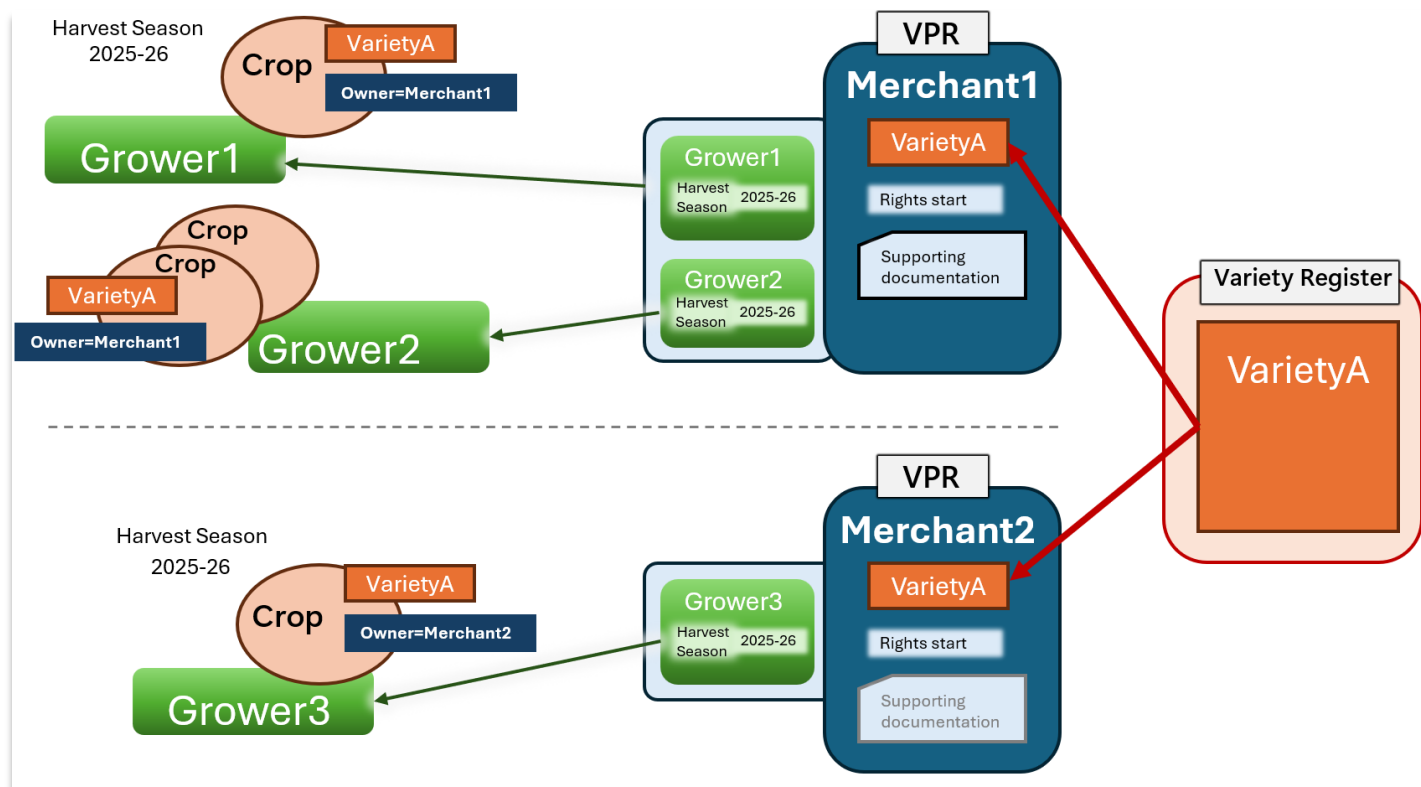 Harvest Season
2025-26
Crop
VarietyA
Owner=Merchant1
Grower1
Crop
Crop
VarietyA
Owner=Merchant1
Grower2
Grower1
Harvest
Season
2025-26
Grower2
Harvest
Season
2025-26
VPR
Merchant1
VarietyA
Rights start
Supporting
documentation
Variety Register
VarietyA
Harvest Season
2025-26
Crop
VarietyA
Owner=Merchant2
Grower3
Grower3
Harvest
Season
2025-26
VPR
Merchant2
VarietyA
Rights start
Supporting
documentation